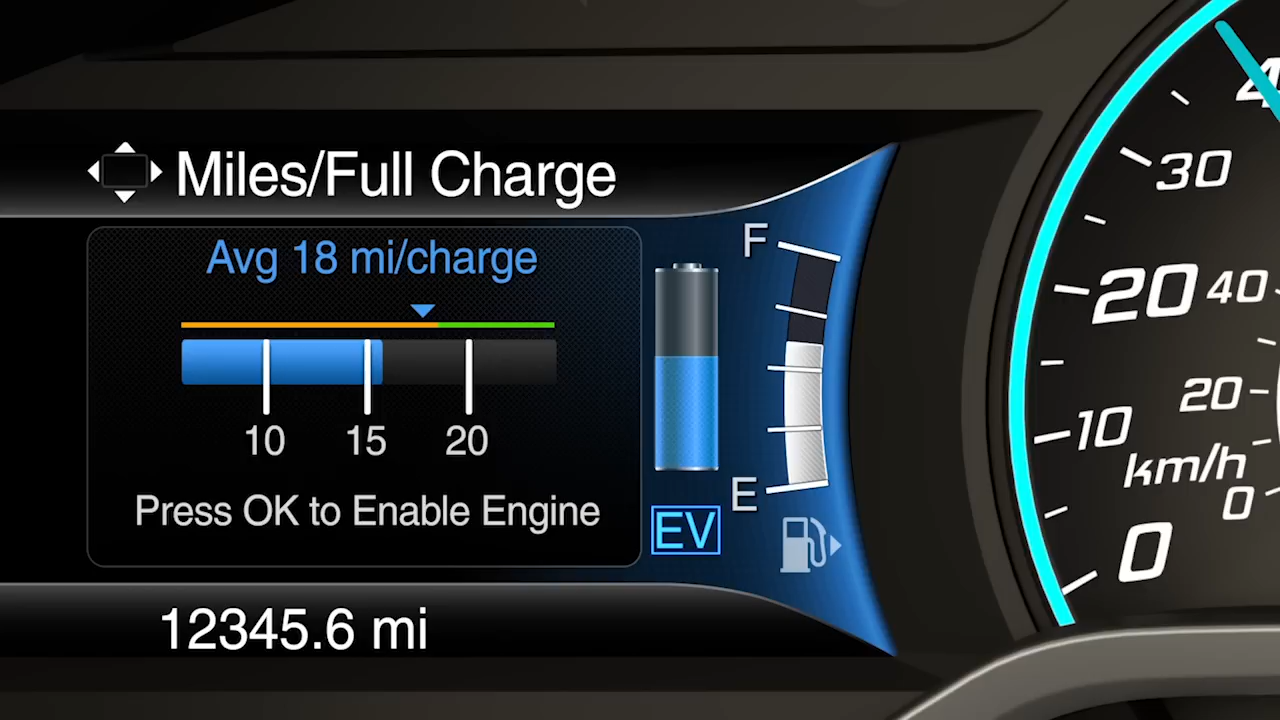 Miles/Full Charge
Avg 18 mi/charge
10 15 20
Press OK to Enable Engine
12345.6 mi
F
E
EV
30
20
10
0
40
20
km/h
0